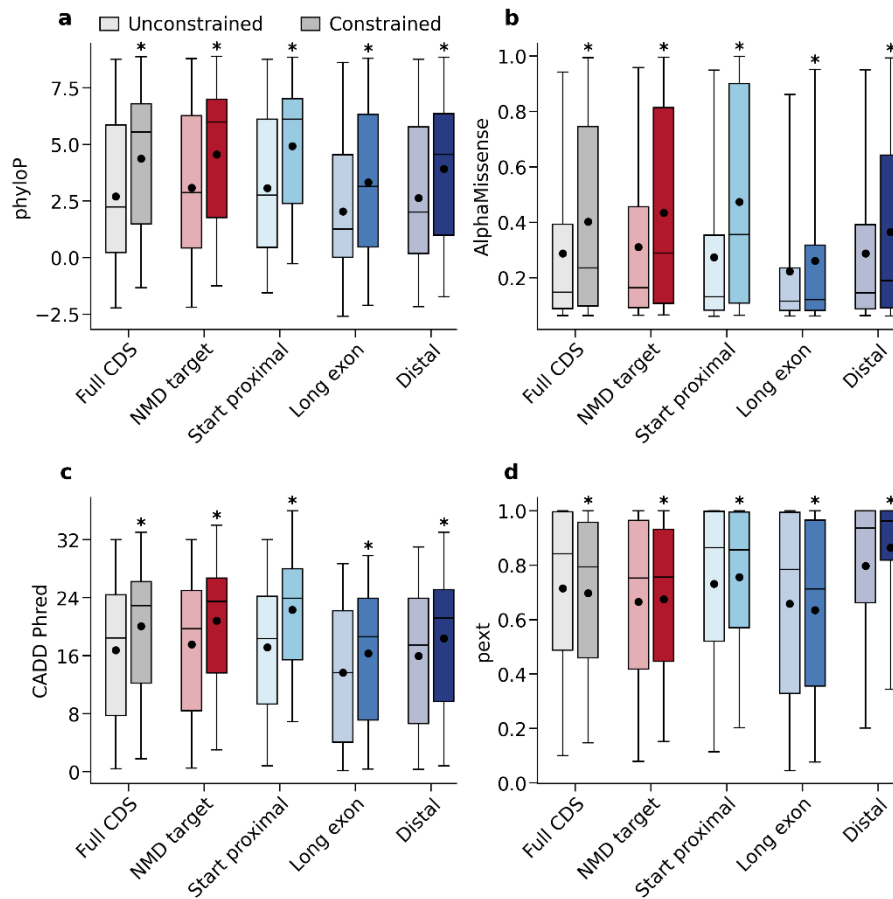 a
Unconstrained
Constrained
* * * * *
7.5
5.0
2.5
0.0
−2.5
phyloP
Full CDS
NMD target
Start proximal
Long exon
Distal
b
* * * * *
1.0
0.8
0.6
0.4
0.2
AlphaMissense
Full CDS
NMD target
Start proximal
Long exon
Distal
c
* * * * *
32
24
16
8
0
CADD Phred
Full CDS
NMD target
Start proximal
Long exon
Distal
d
* * * * *
1.0
0.8
0.6
0.4
0.2
0.0
pext
Full CDS
NMD target
Start proximal
Long exon
Distal